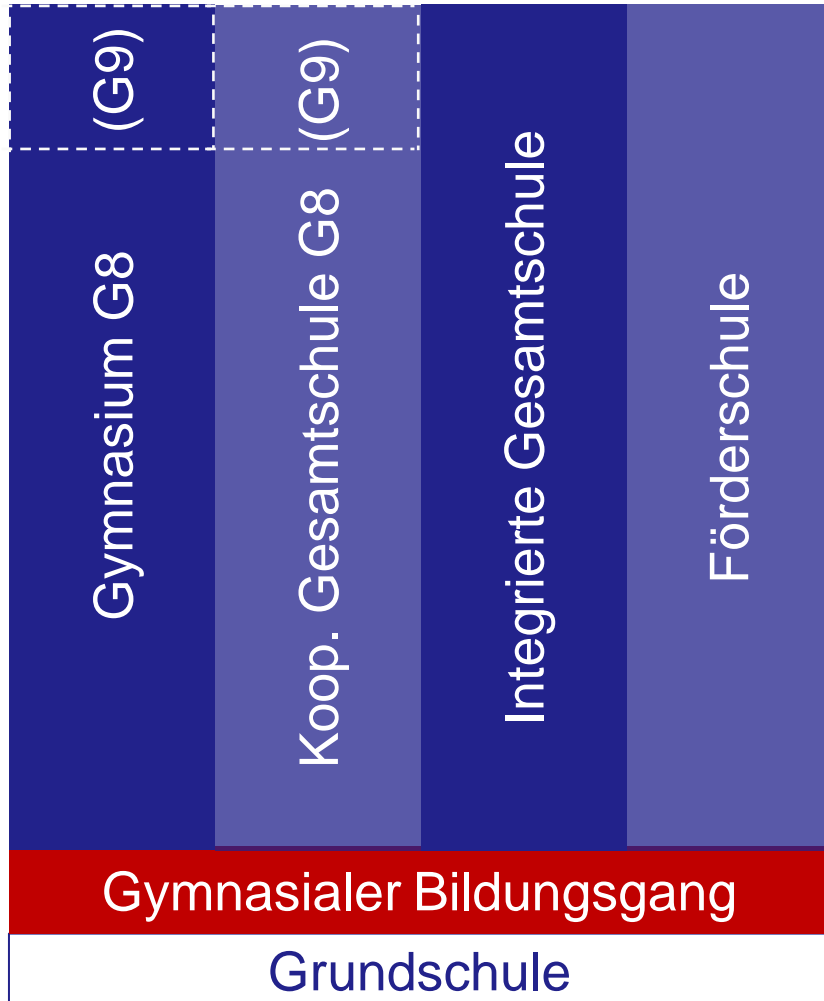 (G9)
(G9)
Gymnasium G8
Koop. Gesamtschule G8
Integrierte Gesamtschule
Förderschule
Gymnasialer Bildungsgang
Grundschule